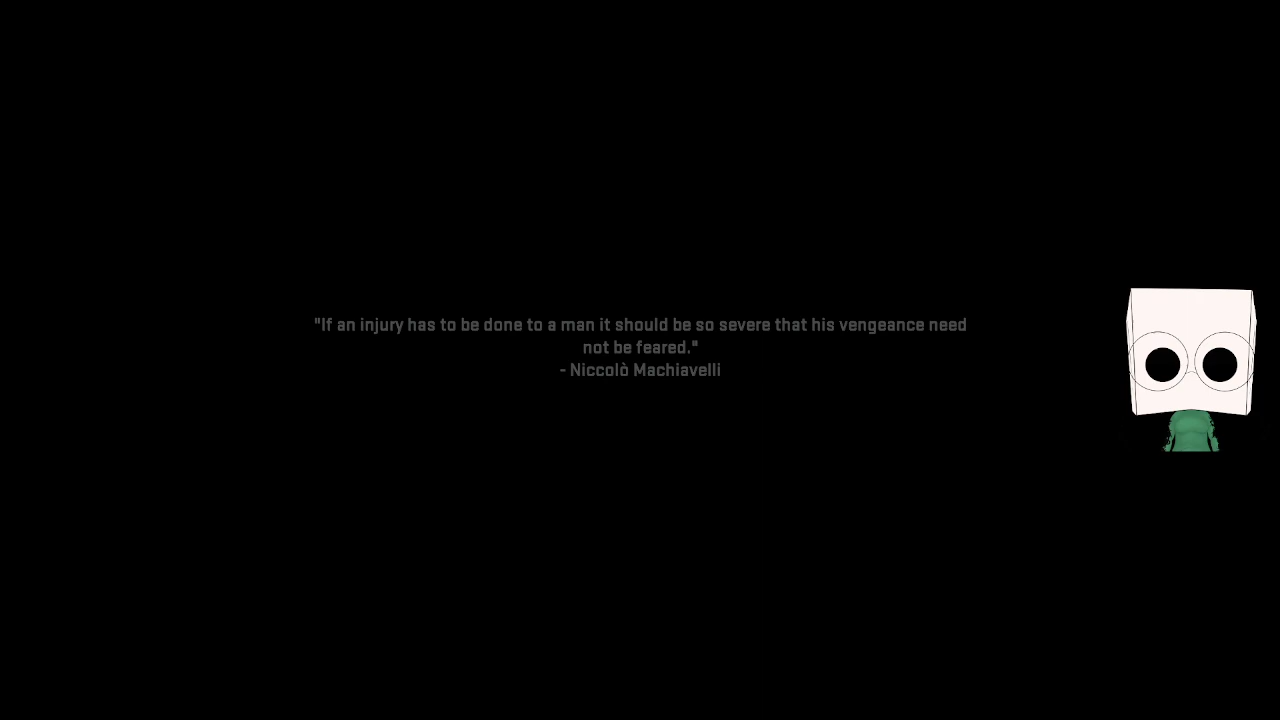 "If an injury has to be done to a man it should be so severe that his vengeance need
not be feared."
- Niccolò Machiavelli